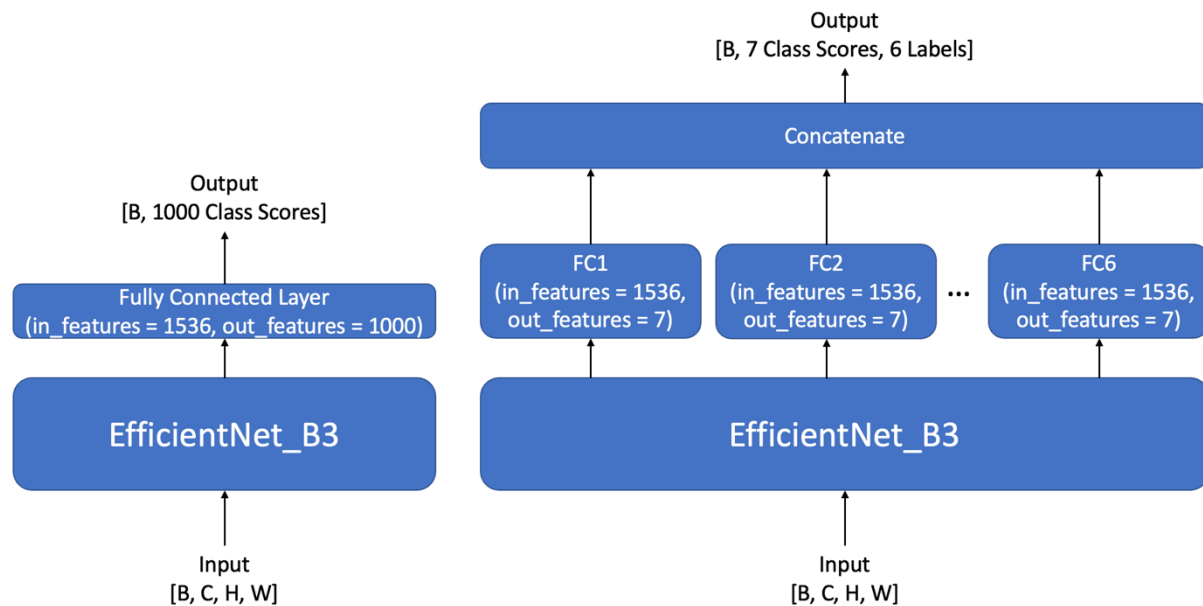 Output
[B, 1000 Class Scores]
Fully Connected Layer
(in_features = 1536, out_features = 1000)
EfficientNet_B3
Input
[B, C, H, W]
Output
[B, 7 Class Scores, 6 Labels]
Concatenate
FC1
(in_features = 1536,
out_features = 7)
FC2
(in_features = 1536,
out_features = 7)
...
FC6
(in_features = 1536,
out_features = 7)
EfficientNet_B3
Input
[B, C, H, W]